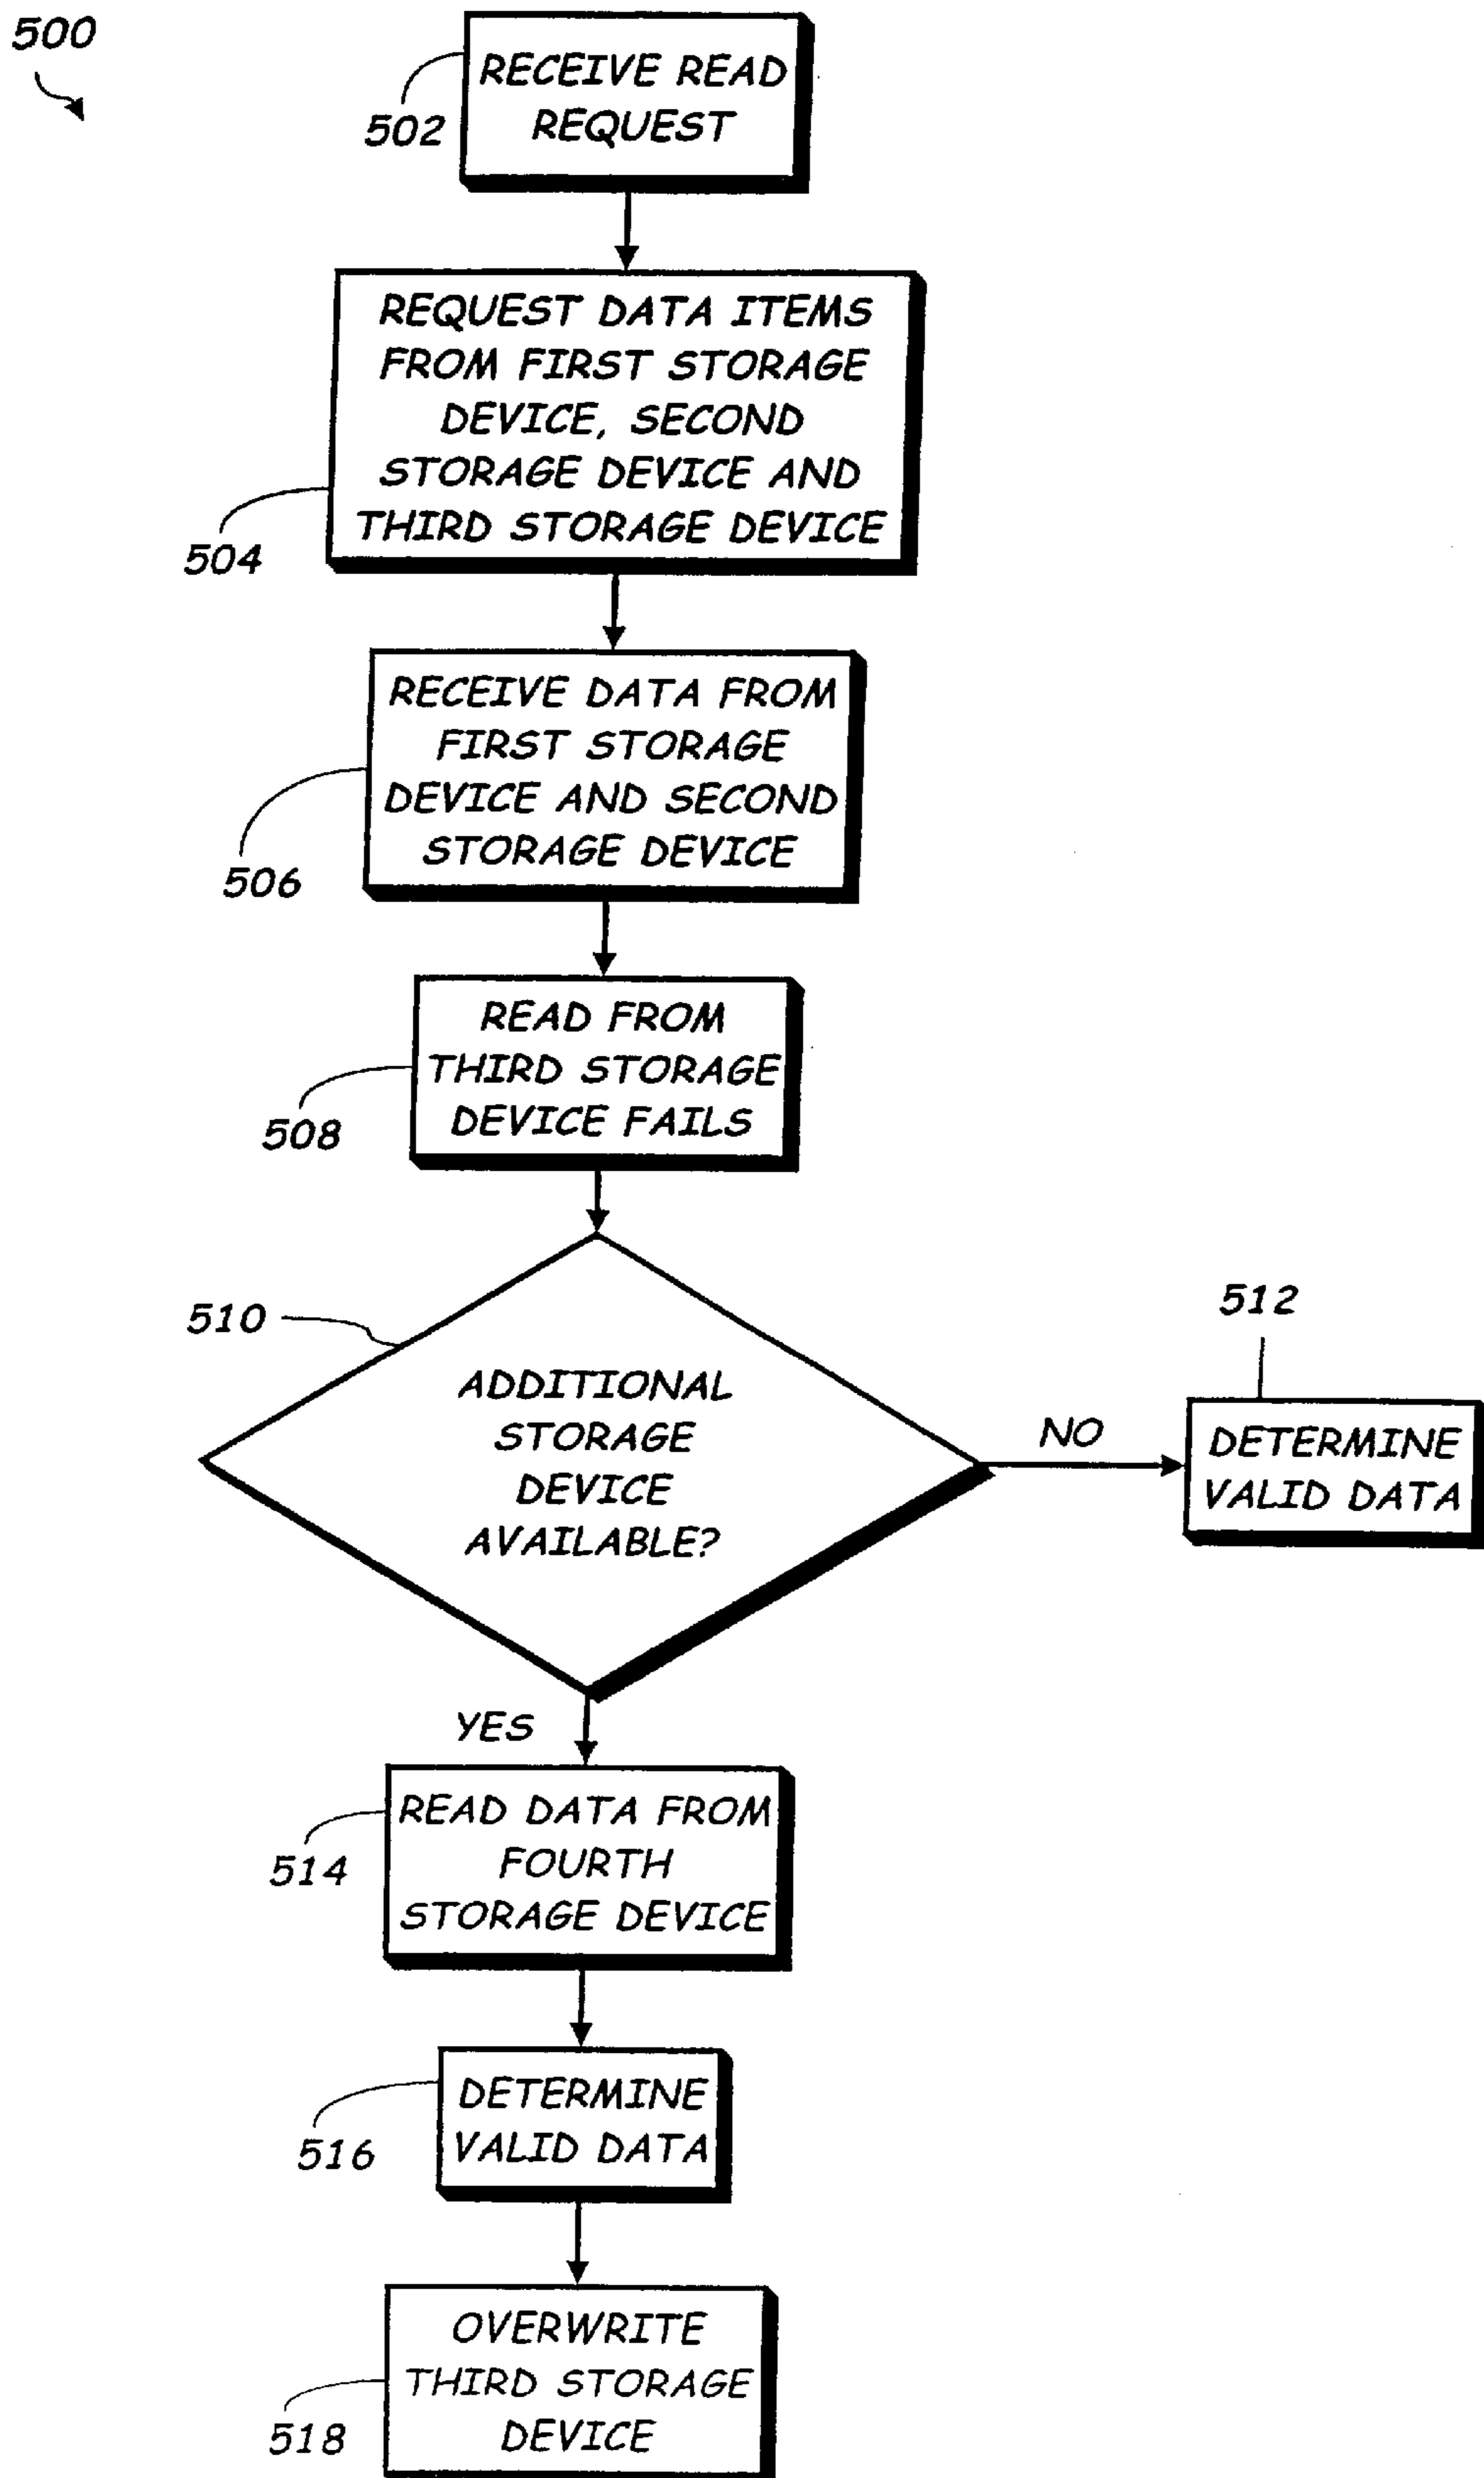 500
RECEIVE READ
REQUEST
502
REQUEST DATA ITEMS
FROM FIRST STORAGE
DEVICE, SECOND
STORAGE DEVICE AND
THIRD STORAGE DEVICE
504
RECEIVE DATA FROM
FIRST STORAGE
DEVICE AND SECOND
STORAGE DEVICE
506
READ FROM
THIRD STORAGE
DEVICE FAILS
508
510
ADDITIONAL
STORAGE
DEVICE
AVAILABLE?
NO
512
DETERMINE
VALID DATA
YES
READ DATA FROM
FOURTH
STORAGE DEVICE
514
DETERMINE
VALID DATA
516
OVERWRITE
THIRD STORAGE
DEVICE
518